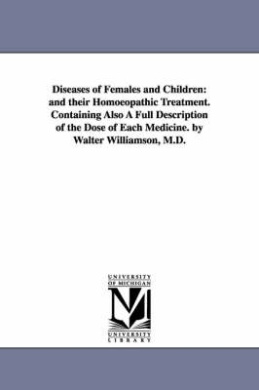 Diseases of Females and Children:
and their Homoeopathic Treatment.
Containing Also A Full Description
of the Dose of Each Medicine. by
Walter Williamson, M.D.
UNIVERSITY
OF MICHIGAN
M
UNIVERSITY
LIBRARY